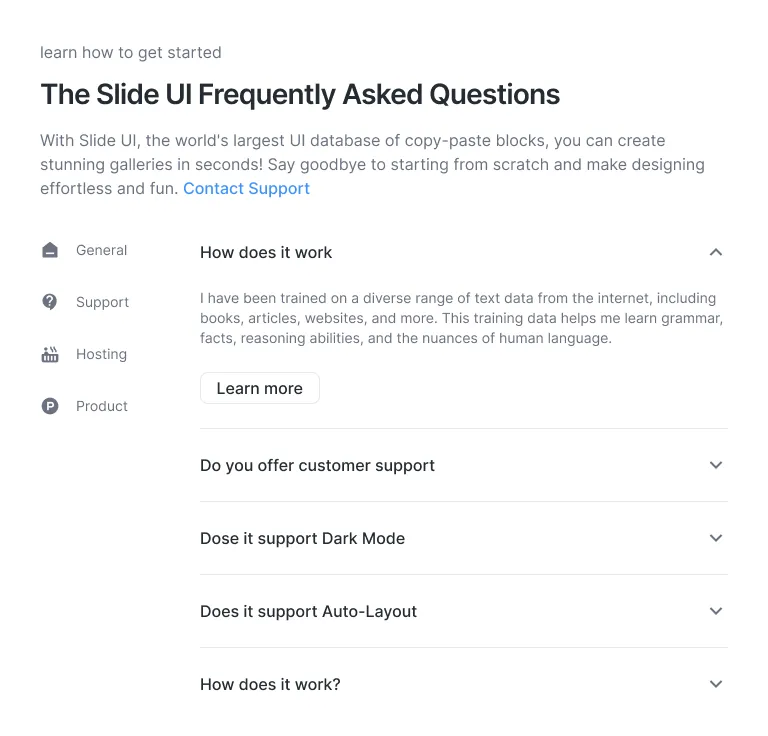 learn how to get started
The Slide UI Frequently Asked Questions
With Slide UI, the world's largest UI database of copy-paste blocks, you can create
stunning galleries in seconds! Say goodbye to starting from scratch and make designing
effortless and fun. Contact Support
General
Support
Hosting
P Product
How does it work
I have been trained on a diverse range of text data from the internet, including
books, articles, websites, and more. This training data helps me learn grammar,
facts, reasoning abilities, and the nuances of human language.
Learn more
Do you offer customer support
Dose it support Dark Mode
Does it support Auto-Layout
How does it work?